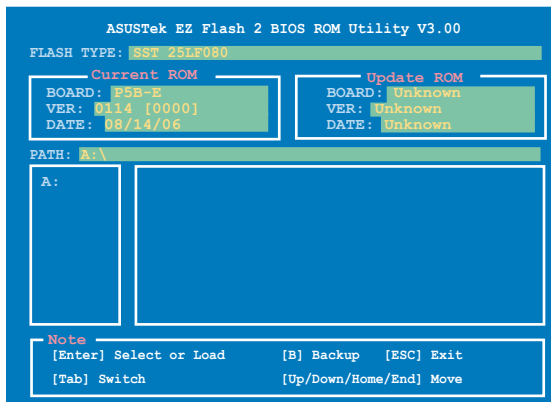 ASUSTek EZ Flash 2 BIOS ROM Utility V3.00
FLASH TYPE: SST 25LF080
Current ROM
BOARD: P5B-E
VER: 0114 [0000]
DATE: 08/14/06
Update ROM
BOARD: Unknown
VER: Unknown
DATE: Unknown
PATH: A:\
A:
Note
[Enter] Select or Load [B] Backup [ESC] Exit
[Tab] Switch [Up/Down/Home/End] Move